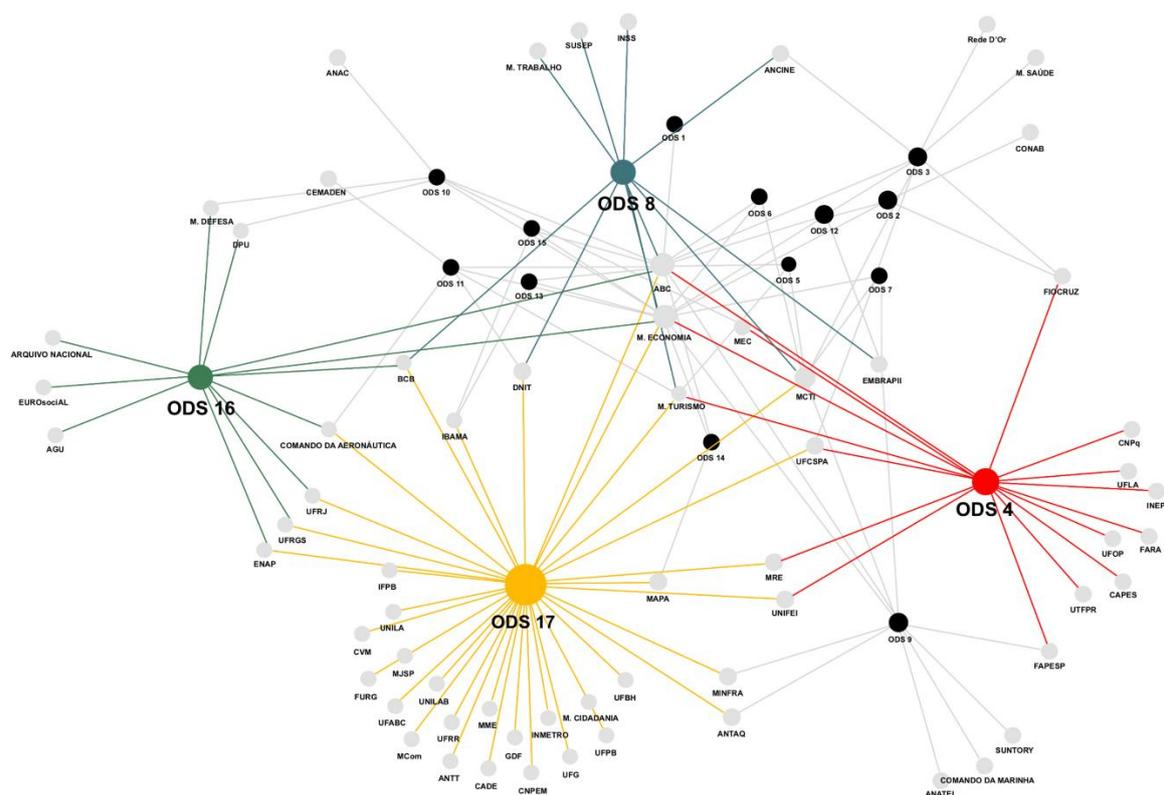 INSS
SUSEP
Rede D'Or
M. TRABALHO
ANCINE
ANAC
M. SAÚDE
ODS 1
CONAB
ODS 3
CEMADEN
ODS 10
ODS 8
ODS 6
ODS 2
ODS 12
M. DEFESA
DPU
ODS 15
ODS 11
ODS 13
ABC
ODS 5
ODS 7
FIOCRUZ
M. ECONOMIA
MEC
ARQUIVO NACIONAL
BCB
DNIT
EMBRAPII
MCTI
EUROsociAL
ODS 16
M. TURISMO
AGU
COMANDO DA AERONÁUTICA
IBAMA
ODS 14
UFCSPA
CNPq
UFLA
INEP
ODS 4
UFRJ
UFRGS
ENAP
UFOP
FARA
IFPB
MAPA
MRE
CAPES
UTFPR
UNIFEI
ODS 17
UNILA
CVM
ODS 9
FAPESP
MJSP
FURG
UNILAB
UFBH
MINFRA
UFABC
MME
M. CIDADANIA
ANTAQ
UFRR
INMETRO
MCom
GDF
UFPB
SUNTORY
ANTT
UFG
CADE
CNPEM
COMANDO DA MARINHA
ANATEL